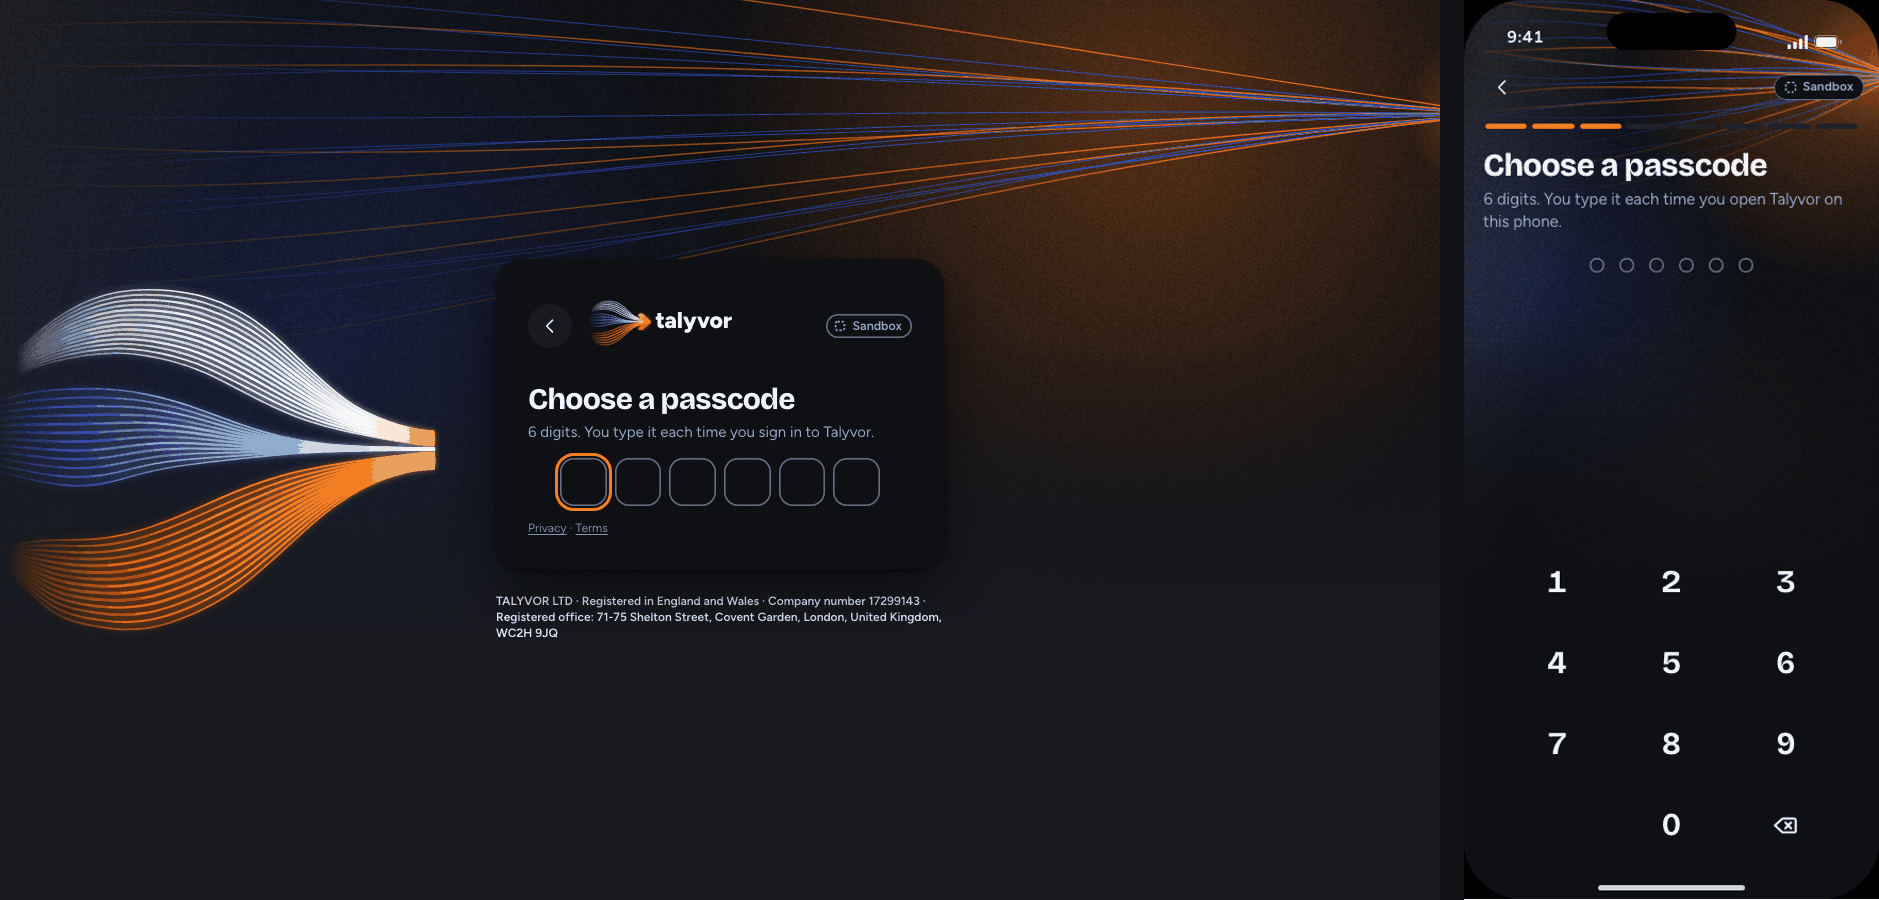 talyvor
Sandbox
Choose a passcode
6 digits. You type it each time you sign in to Talyvor.
Privacy · Terms
TALYVOR LTD · Registered in England and Wales · Company number 17299143 ·
Registered office: 71-75 Shelton Street, Covent Garden, London, United Kingdom,
WC2H 9JQ
9:41
Sandbox
Choose a passcode
6 digits. You type it each time you open Talyvor on
this phone.
1 2 3
4 5 6
7 8 9
0